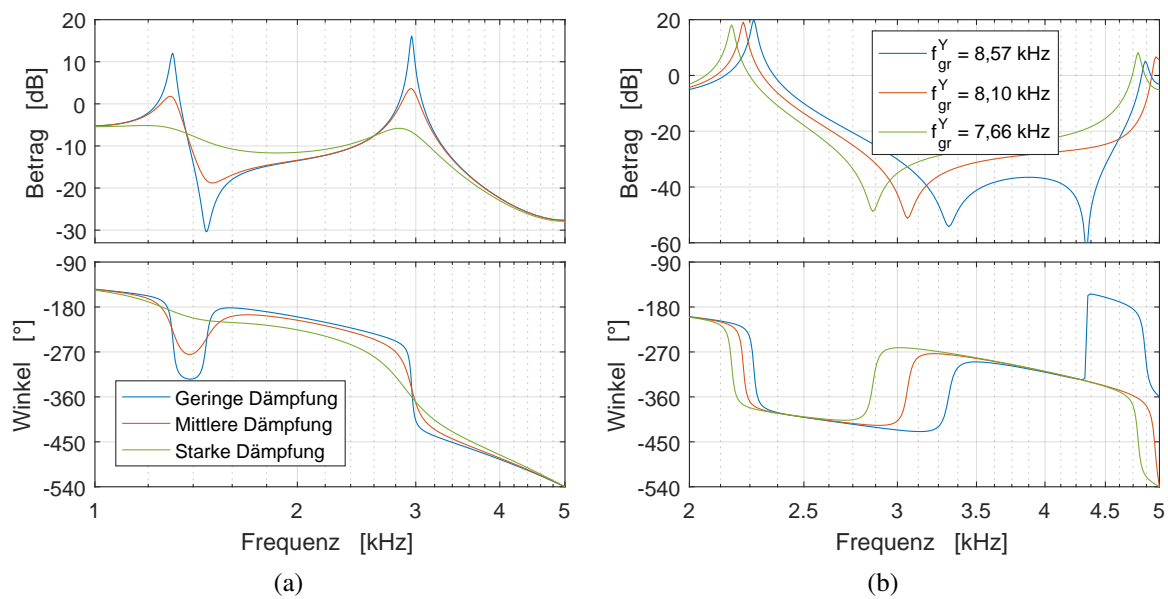 20
10
0
-10
-20
-30
Betrag [dB]
-90
-180
-270
-360
-450
-540
Winkel [°]
Geringe Dämpfung
Mittlere Dämpfung
Starke Dämpfung
1
2
3
4
5
Frequenz [kHz]
(a)
20
0
-20
-40
-60
Betrag [dB]
f^Y_gr = 8,57 kHz
f^Y_gr = 8,10 kHz
f^Y_gr = 7,66 kHz
-90
-180
-270
-360
-450
-540
Winkel [°]
2
2.5
3
3.5
4
4.5
5
Frequenz [kHz]
(b)